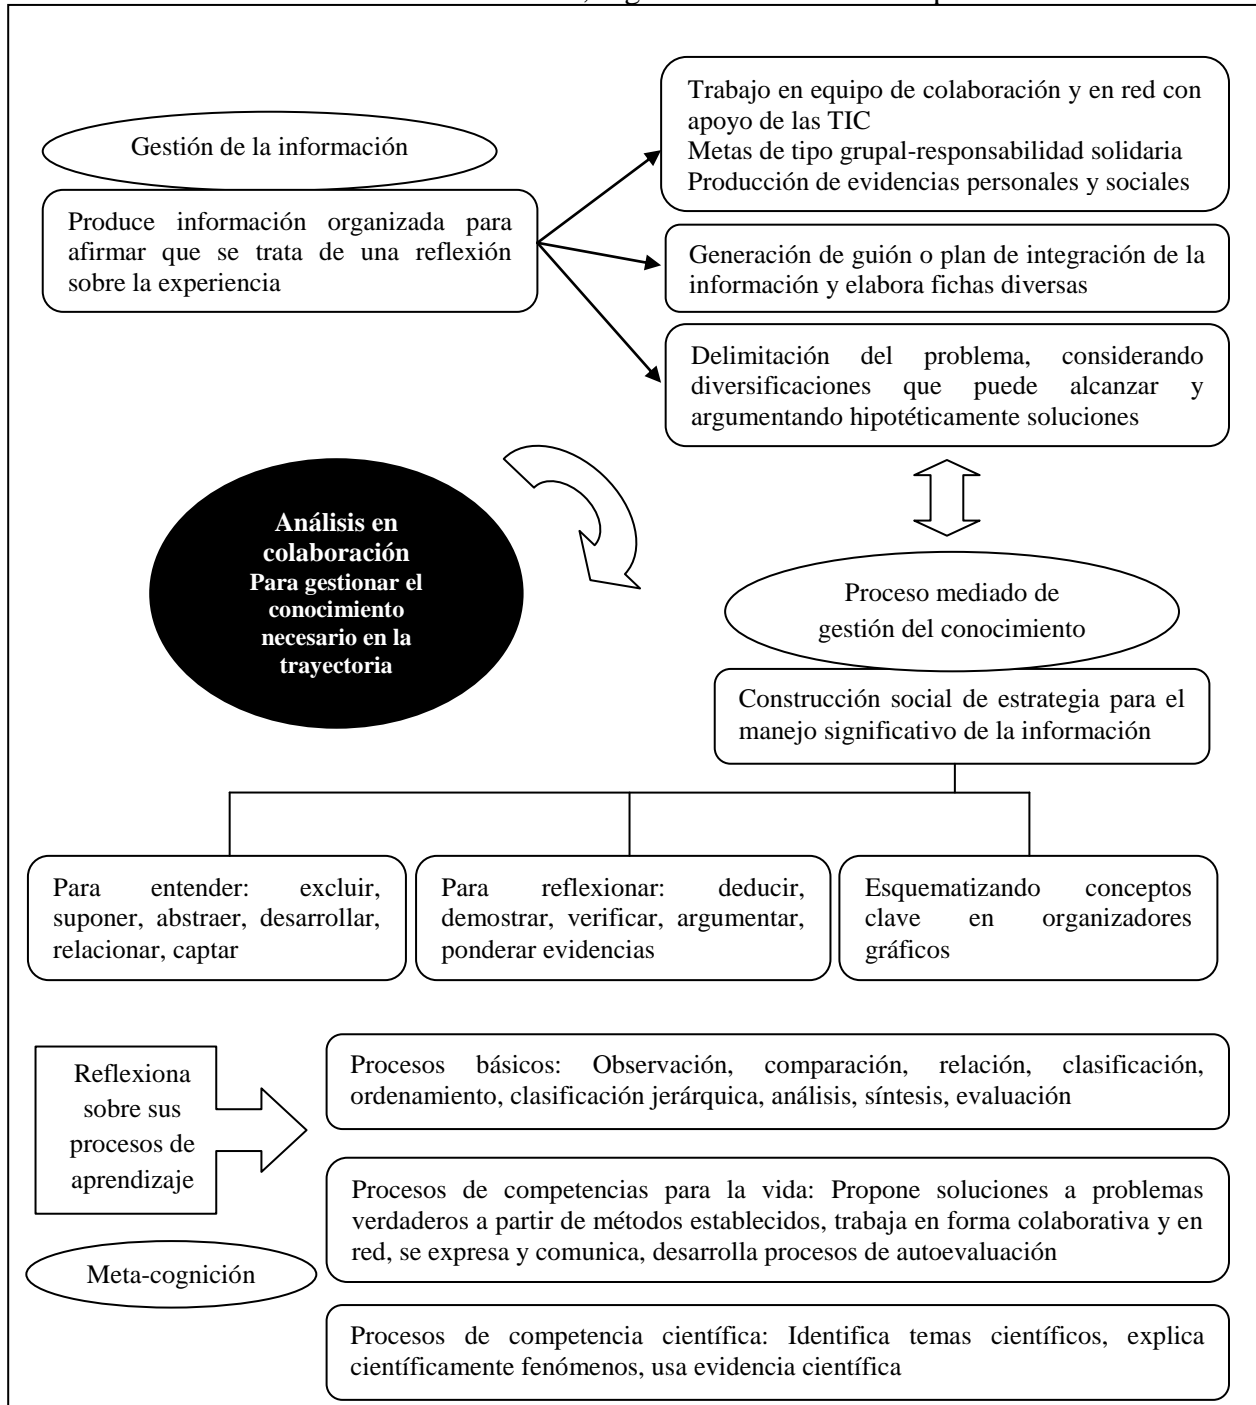 Gestión de la información
Produce información organizada para
afirmar que se trata de una reflexión
sobre la experiencia
Trabajo en equipo de colaboración y en red con
apoyo de las TIC
Metas de tipo grupal-responsabilidad solidaria
Producción de evidencias personales y sociales
Generación de guión o plan de integración de la
información y elabora fichas diversas
Delimitación del problema, considerando
diversificaciones que puede alcanzar y
argumentando hipotéticamente soluciones
Análisis en
colaboración
Para gestionar el
conocimiento
necesario en la
trayectoria
Proceso mediado de
gestión del conocimiento
Construcción social de estrategia para el
manejo significativo de la información
Para entender: excluir,
suponer, abstraer, desarrollar,
relacionar, captar
Para reflexionar: deducir,
demostrar, verificar, argumentar,
ponderar evidencias
Esquematizando conceptos
clave en organizadores
gráficos
Reflexiona
sobre sus
procesos de
aprendizaje
Meta-cognición
Procesos básicos: Observación, comparación, relación, clasificación,
ordenamiento, clasificación jerárquica, análisis, síntesis, evaluación
Procesos de competencias para la vida: Propone soluciones a problemas
verdaderos a partir de métodos establecidos, trabaja en forma colaborativa y en
red, se expresa y comunica, desarrolla procesos de autoevaluación
Procesos de competencia científica: Identifica temas científicos, explica
científicamente fenómenos, usa evidencia científica